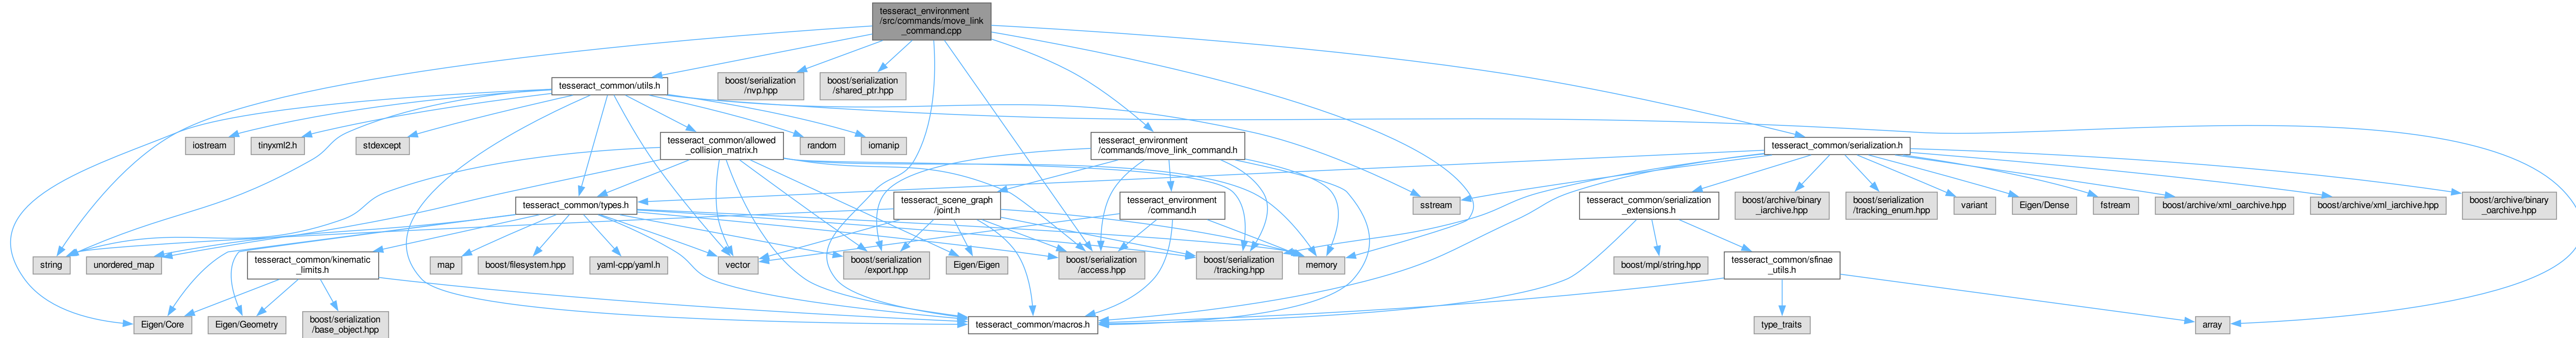 tesseract_environment
/src/commands/move_link
_command.cpp
tesseract_common/utils.h
boost/serialization
/nvp.hpp
boost/serialization
/shared_ptr.hpp
iostream
tinyxml2.h
stdexcept
tesseract_common/allowed
_collision_matrix.h
random
iomanip
tesseract_environment
/commands/move_link_command.h
tesseract_common/serialization.h
tesseract_common/types.h
tesseract_scene_graph
/joint.h
tesseract_environment
/command.h
sstream
tesseract_common/serialization
_extensions.h
boost/archive/binary
_iarchive.hpp
boost/serialization
/tracking_enum.hpp
variant
Eigen/Dense
fstream
boost/archive/xml_oarchive.hpp
boost/archive/xml_iarchive.hpp
boost/archive/binary
_oarchive.hpp
string
unordered_map
tesseract_common/kinematic
_limits.h
map
boost/filesystem.hpp
yaml-cpp/yaml.h
vector
boost/serialization
/export.hpp
Eigen/Eigen
boost/serialization
/access.hpp
boost/serialization
/tracking.hpp
memory
boost/mpl/string.hpp
tesseract_common/sfinae
_utils.h
Eigen/Core
Eigen/Geometry
boost/serialization
/base_object.hpp
tesseract_common/macros.h
type_traits
array